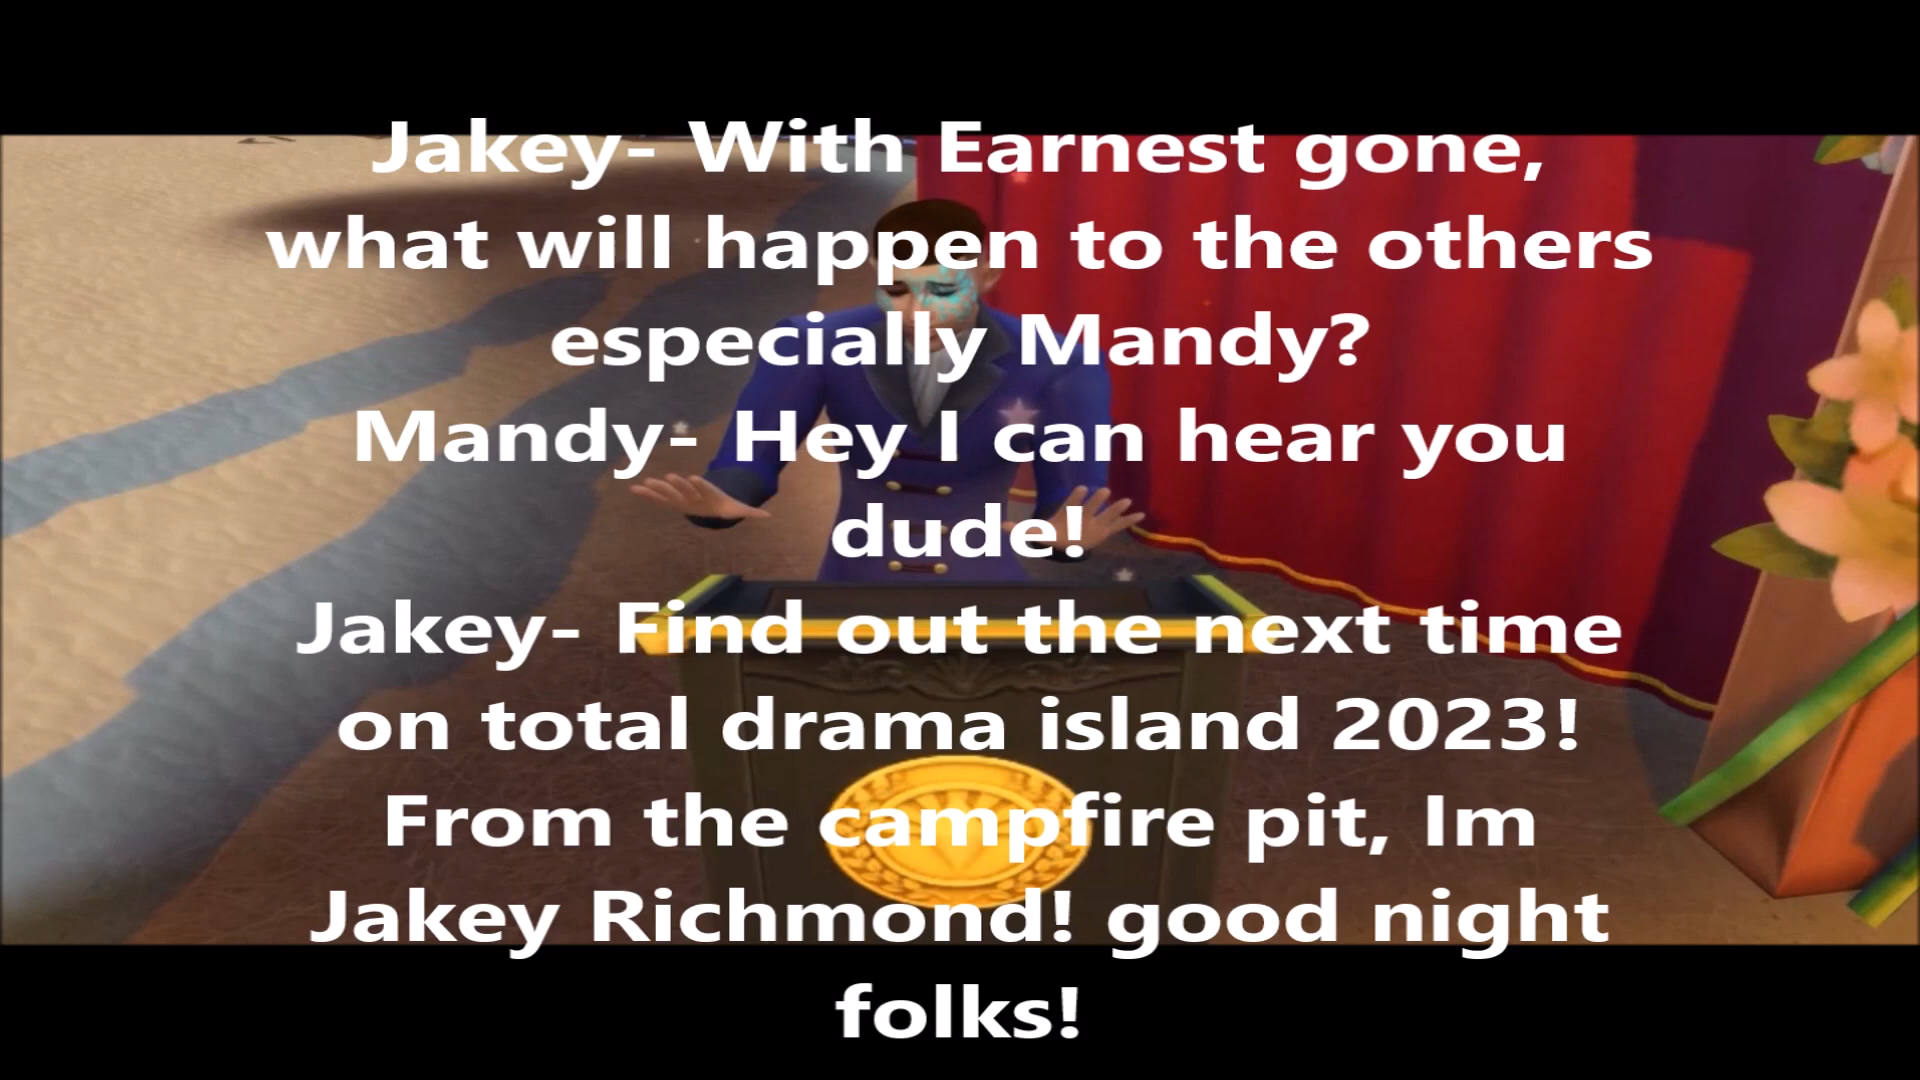 Jakey- With Earnest gone,
what will happen to the others
especially Mandy?
Mandy- Hey I can hear you
dude!
Jakey- Find out the next time
on total drama island 2023!
From the campfire pit, Im
Jakey Richmond! good night
folks!